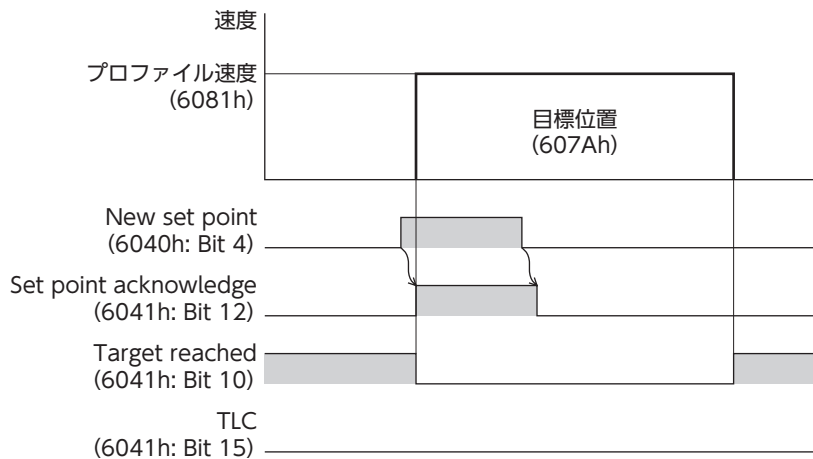 速度
プロファイル速度
(6081h)
目標位置
(607Ah)
New set point
(6040h: Bit 4)
Set point acknowledge
(6041h: Bit 12)
Target reached
(6041h: Bit 10)
TLC
(6041h: Bit 15)